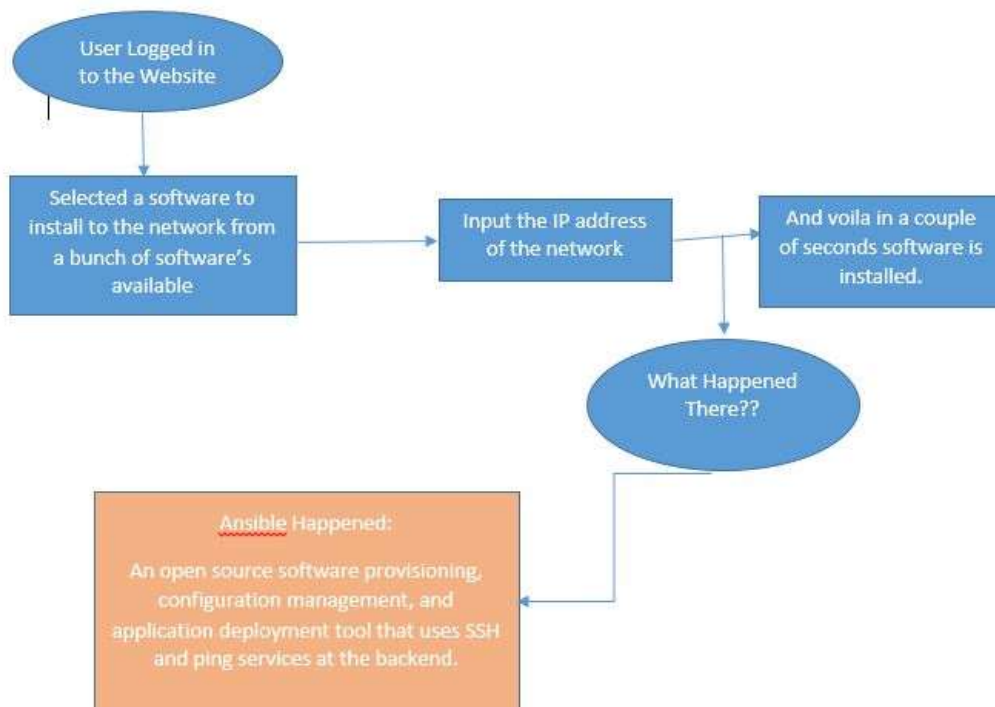 User Logged in
to the Website
Selected a software to
install to the network from
a bunch of software's
available
Input the IP address
of the network
And voila in a couple
of seconds software is
installed.
What Happened
There??
Ansible Happened:
An open source software provisioning,
configuration management, and
application deployment tool that uses SSH
and ping services at the backend.